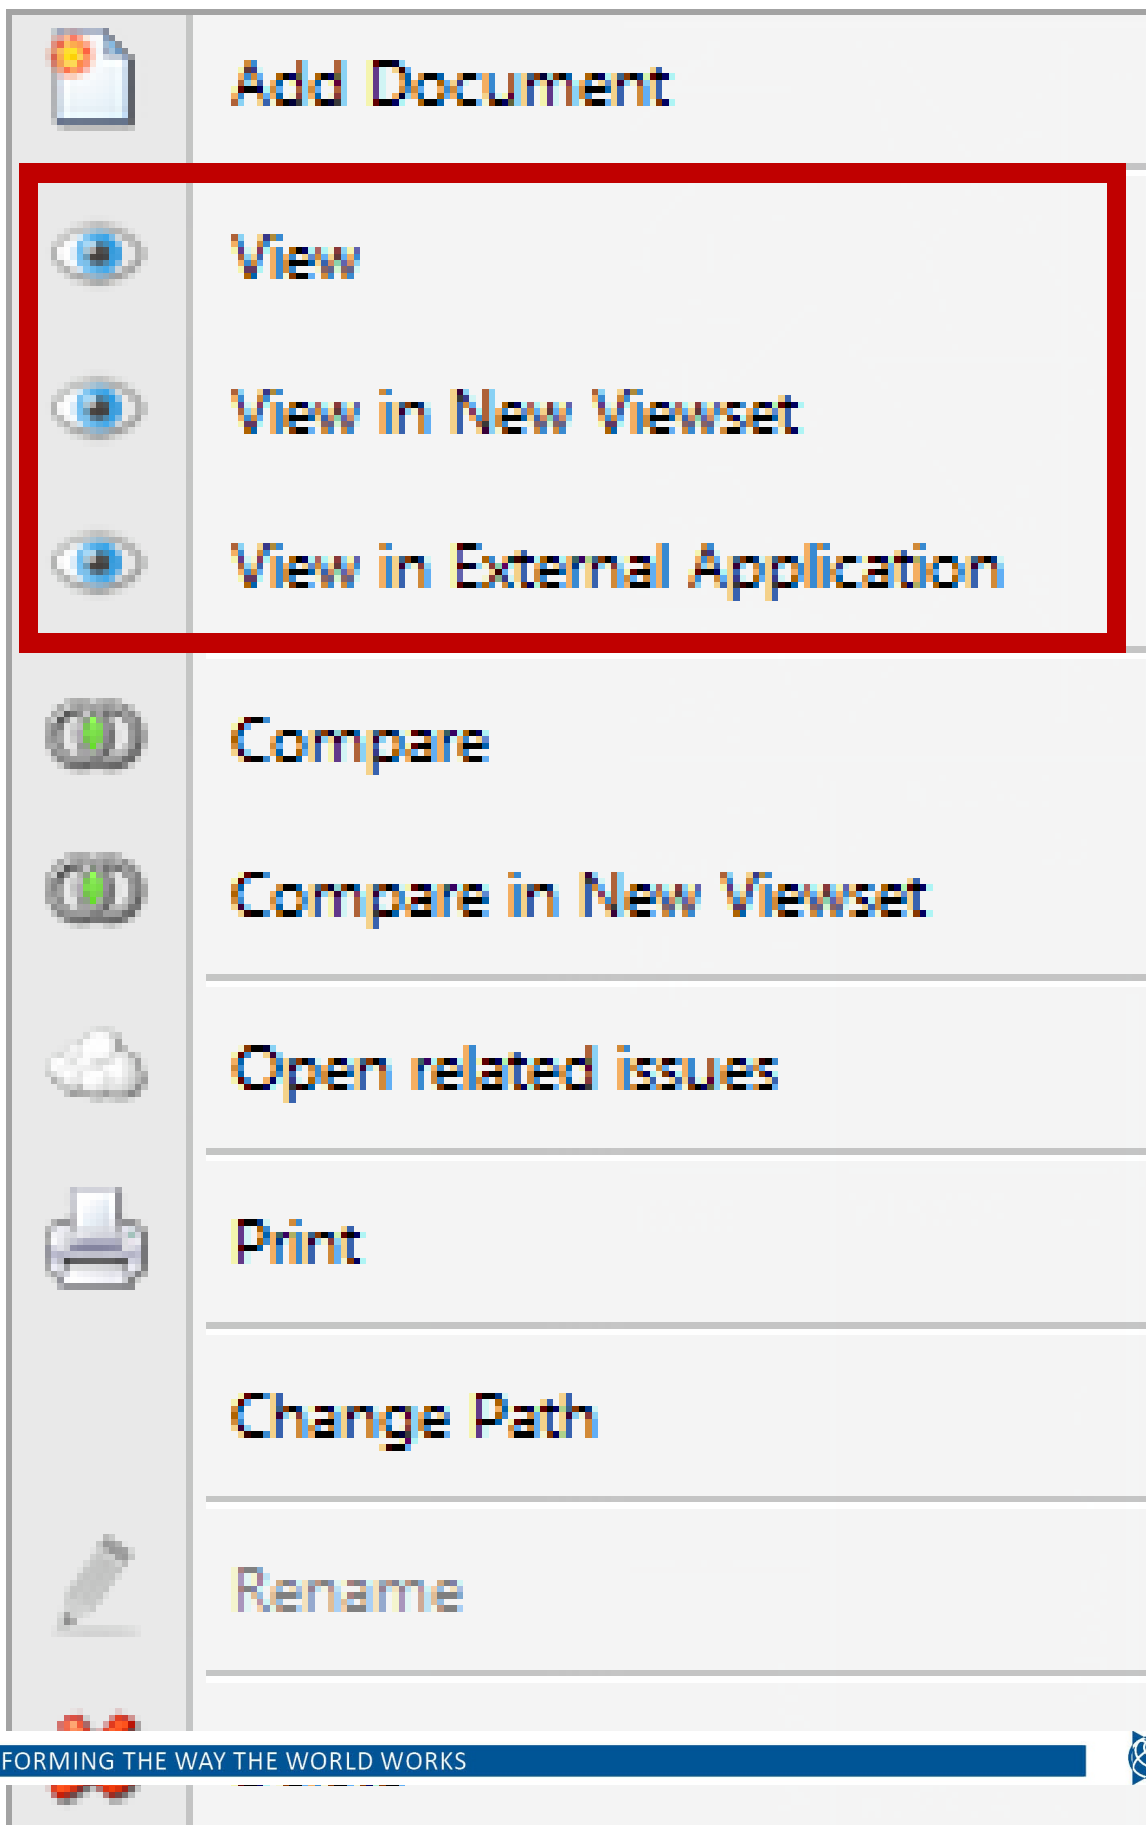 Add Document
View
View in New Viewset
View in External Application
Compare
Compare in New Viewset
Open related issues
Print
Change Path
Rename
FORMING THE WAY THE WORLD WORKS